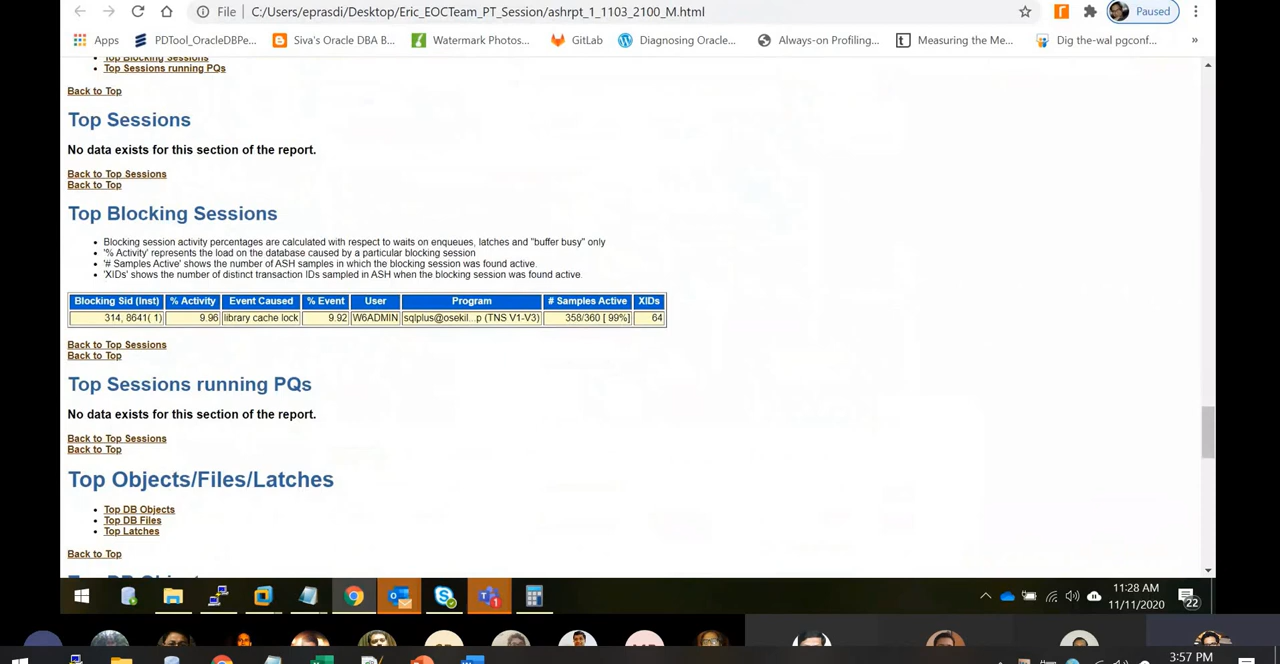 File | C:/Users/eprasdi/Desktop/Eric_EOCTeam_PT_Session/ashrpt_1_1103_2100_M.html
Paused
Apps
PDTool_OracleDBPe...
Siva's Oracle DBA B...
Watermark Photos...
GitLab
Diagnosing Oracle...
Always-on Profiling...
Measuring the Me...
Dig the-wal pgconf...
»
Top Blocking Sessions
Top Sessions running PQs
Back to Top
Top Sessions
No data exists for this section of the report.
Back to Top Sessions
Back to Top
Top Blocking Sessions
Blocking session activity percentages are calculated with respect to waits on enqueues, latches and "buffer busy" only
'% Activity' represents the load on the database caused by a particular blocking session
'# Samples Active' shows the number of ASH samples in which the blocking session was found active.
'XIDs' shows the number of distinct transaction IDs sampled in ASH when the blocking session was found active.
Blocking Sid (Inst) % Activity Event Caused % Event User Program # Samples Active XIDs
314, 8641( 1) 9.96 library cache lock 9.92 W6ADMIN sqlplus@osekil...p (TNS V1-V3) 358/360 [ 99%] 64
Back to Top Sessions
Back to Top
Top Sessions running PQs
No data exists for this section of the report.
Back to Top Sessions
Back to Top
Top Objects/Files/Latches
Top DB Objects
Top DB Files
Top Latches
Back to Top
Top DB Objects
11:28 AM
11/11/2020
22
3:57 PM